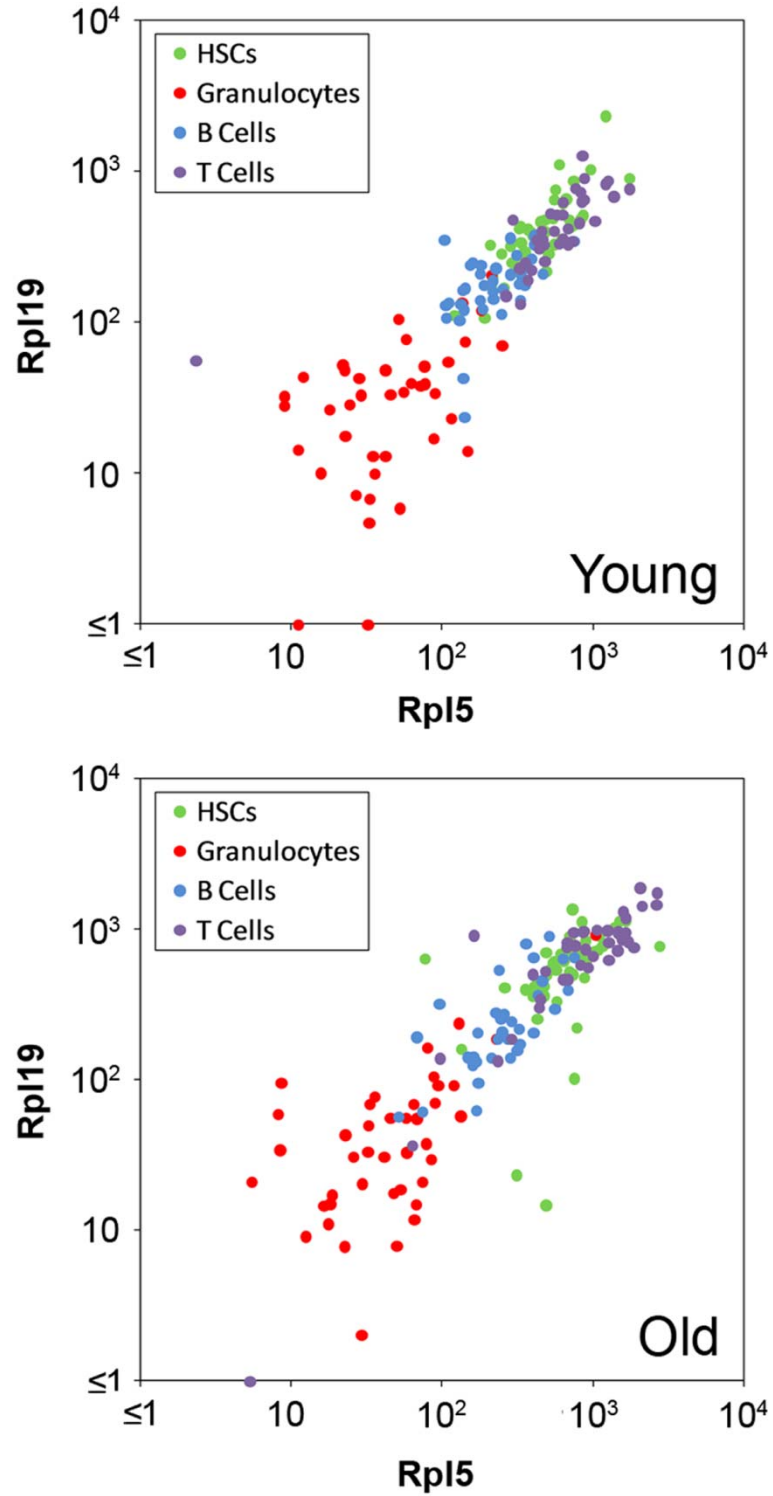 10⁴
HSCs
Granulocytes
B Cells
T Cells
10³
Rpl19
10²
10
Young
≤1
≤1 10 10² 10³ 10⁴
Rpl5
10⁴
HSCs
Granulocytes
B Cells
T Cells
10³
Rpl19
10²
10
Old
≤1
≤1 10 10² 10³ 10⁴
Rpl5